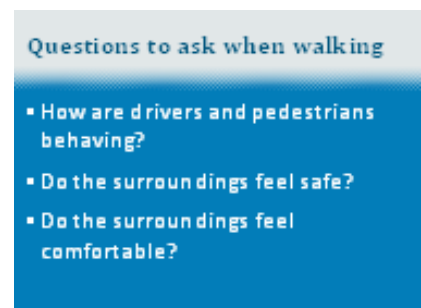 Questions to ask when walking
▪ How are drivers and pedestrians
behaving?
▪ Do the surroundings feel safe?
▪ Do the surroundings feel
comfortable?